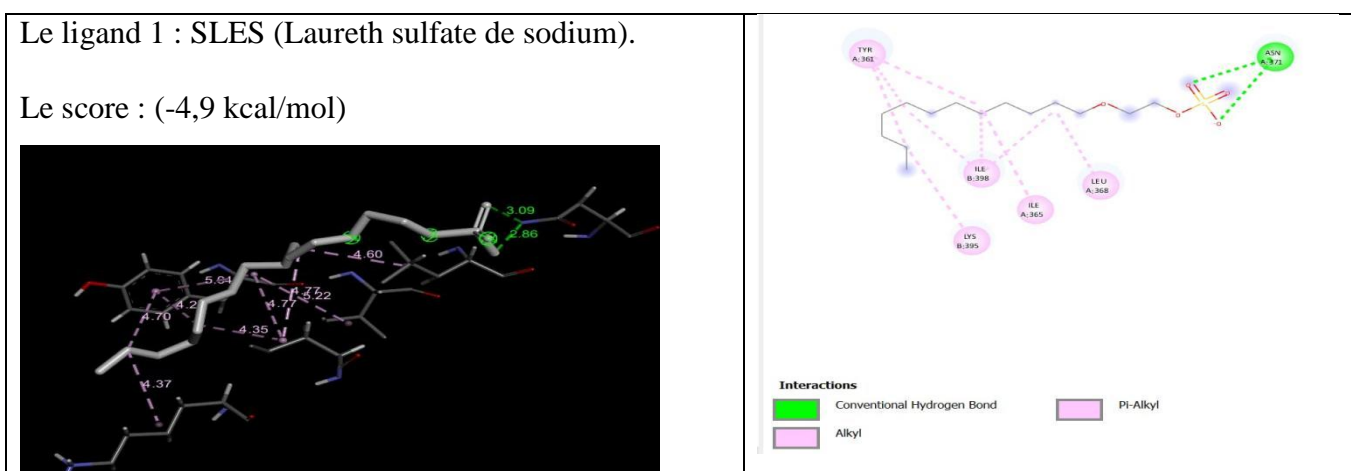 Le ligand 1 : SLES (Laureth sulfate de sodium).
Le score : (-4,9 kcal/mol)
3.09
2.86
4.60
4.77
5.22
4.77
4.70
4.35
4.37
TYR
A:361
ASN
A:371
ILE
B:398
LEU
A:368
ILE
A:365
LYS
B:395
Interactions
Conventional Hydrogen Bond
Pi-Alkyl
Alkyl